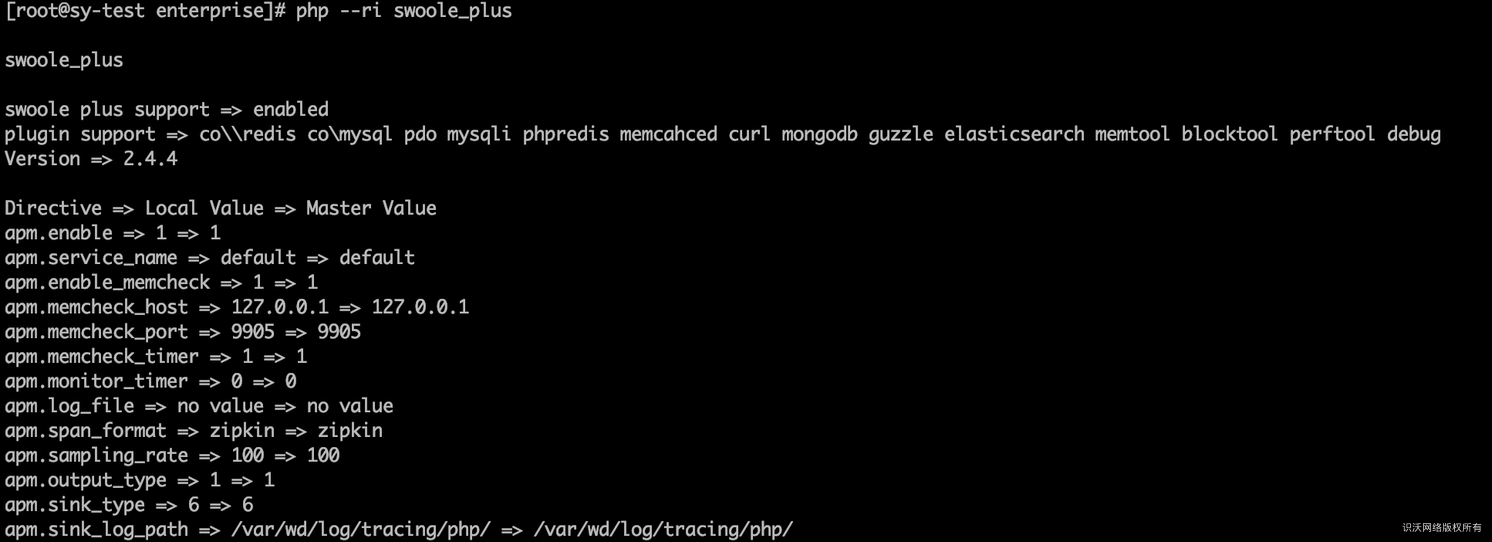 [root@sy-test enterprise]# php --ri swoole_plus
swoole_plus
swoole plus support => enabled
plugin support => co\\redis co\mysql pdo mysqli phpredis memcahced curl mongodb guzzle elasticsearch memtool blocktool perftool debug
Version => 2.4.4
Directive => Local Value => Master Value
apm.enable => 1 => 1
apm.service_name => default => default
apm.enable_memcheck => 1 => 1
apm.memcheck_host => 127.0.0.1 => 127.0.0.1
apm.memcheck_port => 9905 => 9905
apm.memcheck_timer => 1 => 1
apm.monitor_timer => 0 => 0
apm.log_file => no value => no value
apm.span_format => zipkin => zipkin
apm.sampling_rate => 100 => 100
apm.output_type => 1 => 1
apm.sink_type => 6 => 6
apm.sink_log_path => /var/wd/log/tracing/php/ => /var/wd/log/tracing/php/
识沃网络版权所有